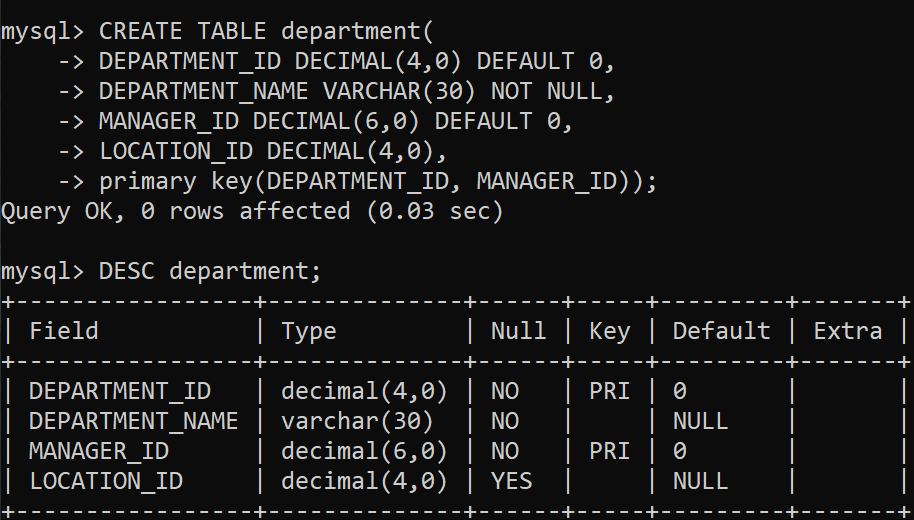 mysql> CREATE TABLE department(
    -> DEPARTMENT_ID DECIMAL(4,0) DEFAULT 0,
    -> DEPARTMENT_NAME VARCHAR(30) NOT NULL,
    -> MANAGER_ID DECIMAL(6,0) DEFAULT 0,
    -> LOCATION_ID DECIMAL(4,0),
    -> primary key(DEPARTMENT_ID, MANAGER_ID));
Query OK, 0 rows affected (0.03 sec)

mysql> DESC department;
+-----------------+--------------+------+-----+---------+-------+
| Field           | Type         | Null | Key | Default | Extra |
+-----------------+--------------+------+-----+---------+-------+
| DEPARTMENT_ID   | decimal(4,0) | NO   | PRI | 0       |       |
| DEPARTMENT_NAME | varchar(30)  | NO   |     | NULL    |       |
| MANAGER_ID      | decimal(6,0) | NO   | PRI | 0       |       |
| LOCATION_ID     | decimal(4,0) | YES  |     | NULL    |       |
+-----------------+--------------+------+-----+---------+-------+